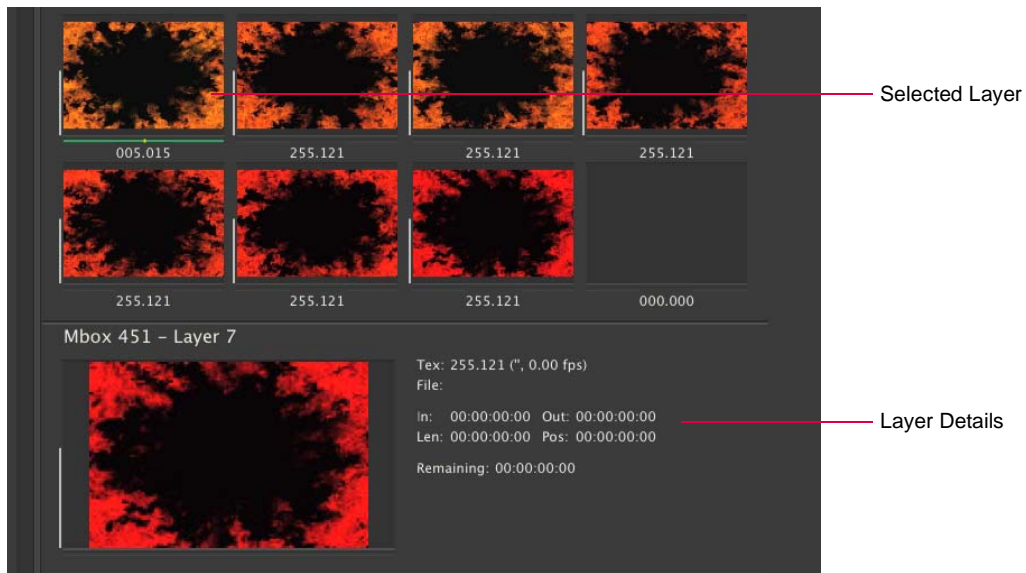 Selected Layer
005.015
255.121
255.121
255.121
255.121
255.121
255.121
000.000
Mbox 451 – Layer 7
Tex: 255.121 (", 0.00 fps)
File:
In: 00:00:00:00 Out: 00:00:00:00
Len: 00:00:00:00 Pos: 00:00:00:00
Layer Details
Remaining: 00:00:00:00